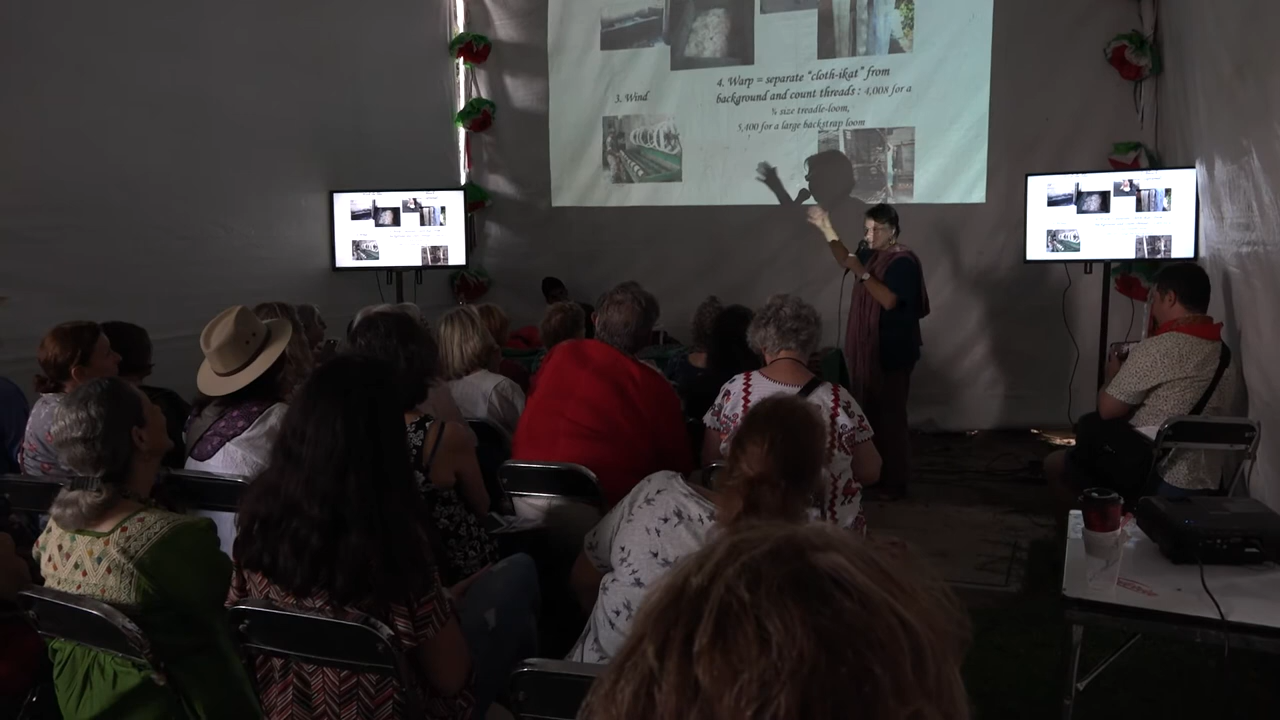 3. Wind
4. Warp = separate "cloth-ikat" from
background and count threads : 4,008 for a
¾ size treadle-loom,
5,400 for a large backstrap loom